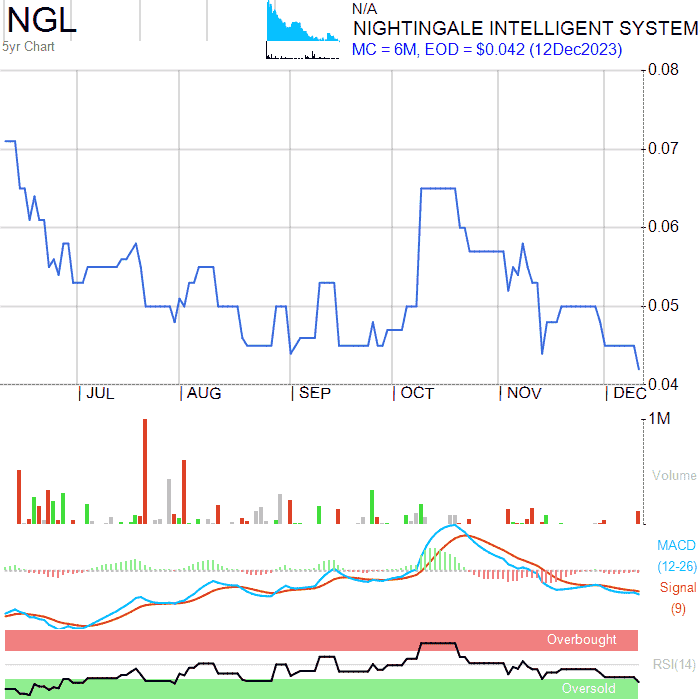 NGL
5yr Chart
N/A
NIGHTINGALE INTELLIGENT SYSTEM
MC = 6M, EOD = $0.042 (12Dec2023)
0.08
0.07
0.06
0.05
0.04
JUL AUG SEP OCT NOV DEC
1M
Volume
MACD
(12-26)
Signal
(9)
Overbought
RSI(14)
Oversold